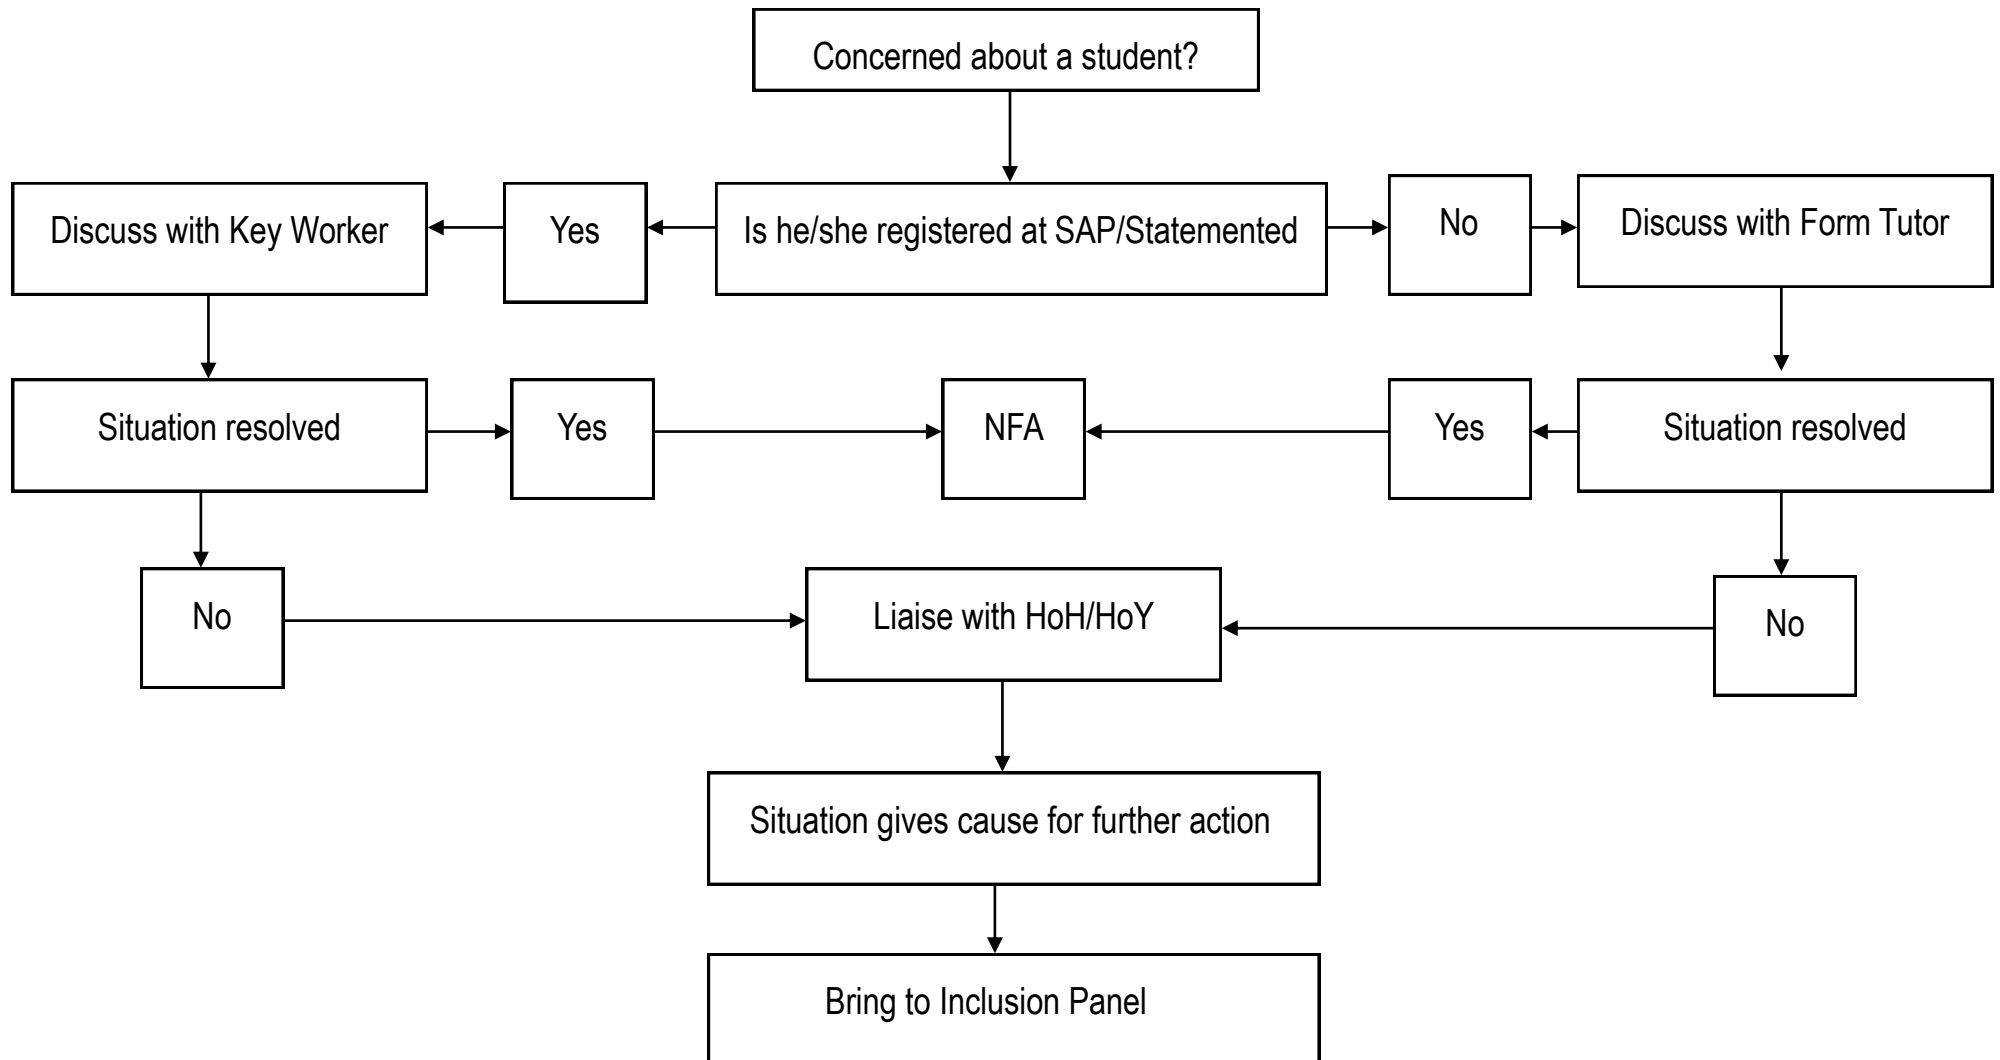 Concerned about a student?
Discuss with Key Worker
Yes
Is he/she registered at SAP/Statemented
No
Discuss with Form Tutor
Situation resolved
Yes
NFA
Yes
Situation resolved
No
Liaise with HoH/HoY
No
Situation gives cause for further action
Bring to Inclusion Panel